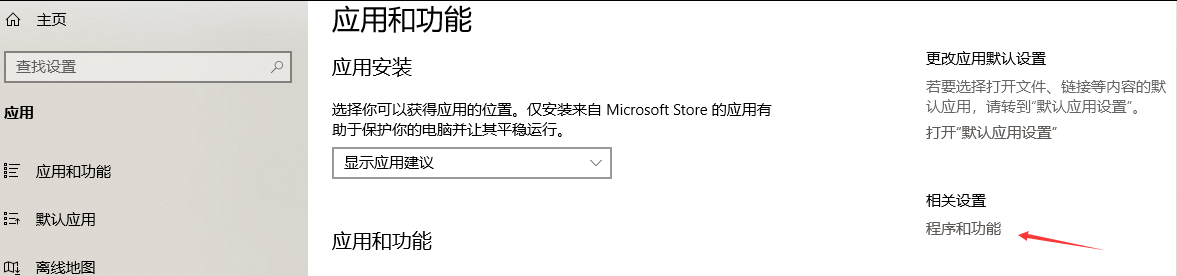 主页
查找设置
应用
应用和功能
默认应用
离线地图
应用和功能
应用安装
选择你可以获得应用的位置。仅安装来自 Microsoft Store 的应用有
助于保护你的电脑并让其平稳运行。
显示应用建议
应用和功能
更改应用默认设置
若要选择打开文件、链接等内容的默
认应用，请转到“默认应用设置”。
打开“默认应用设置”
相关设置
程序和功能